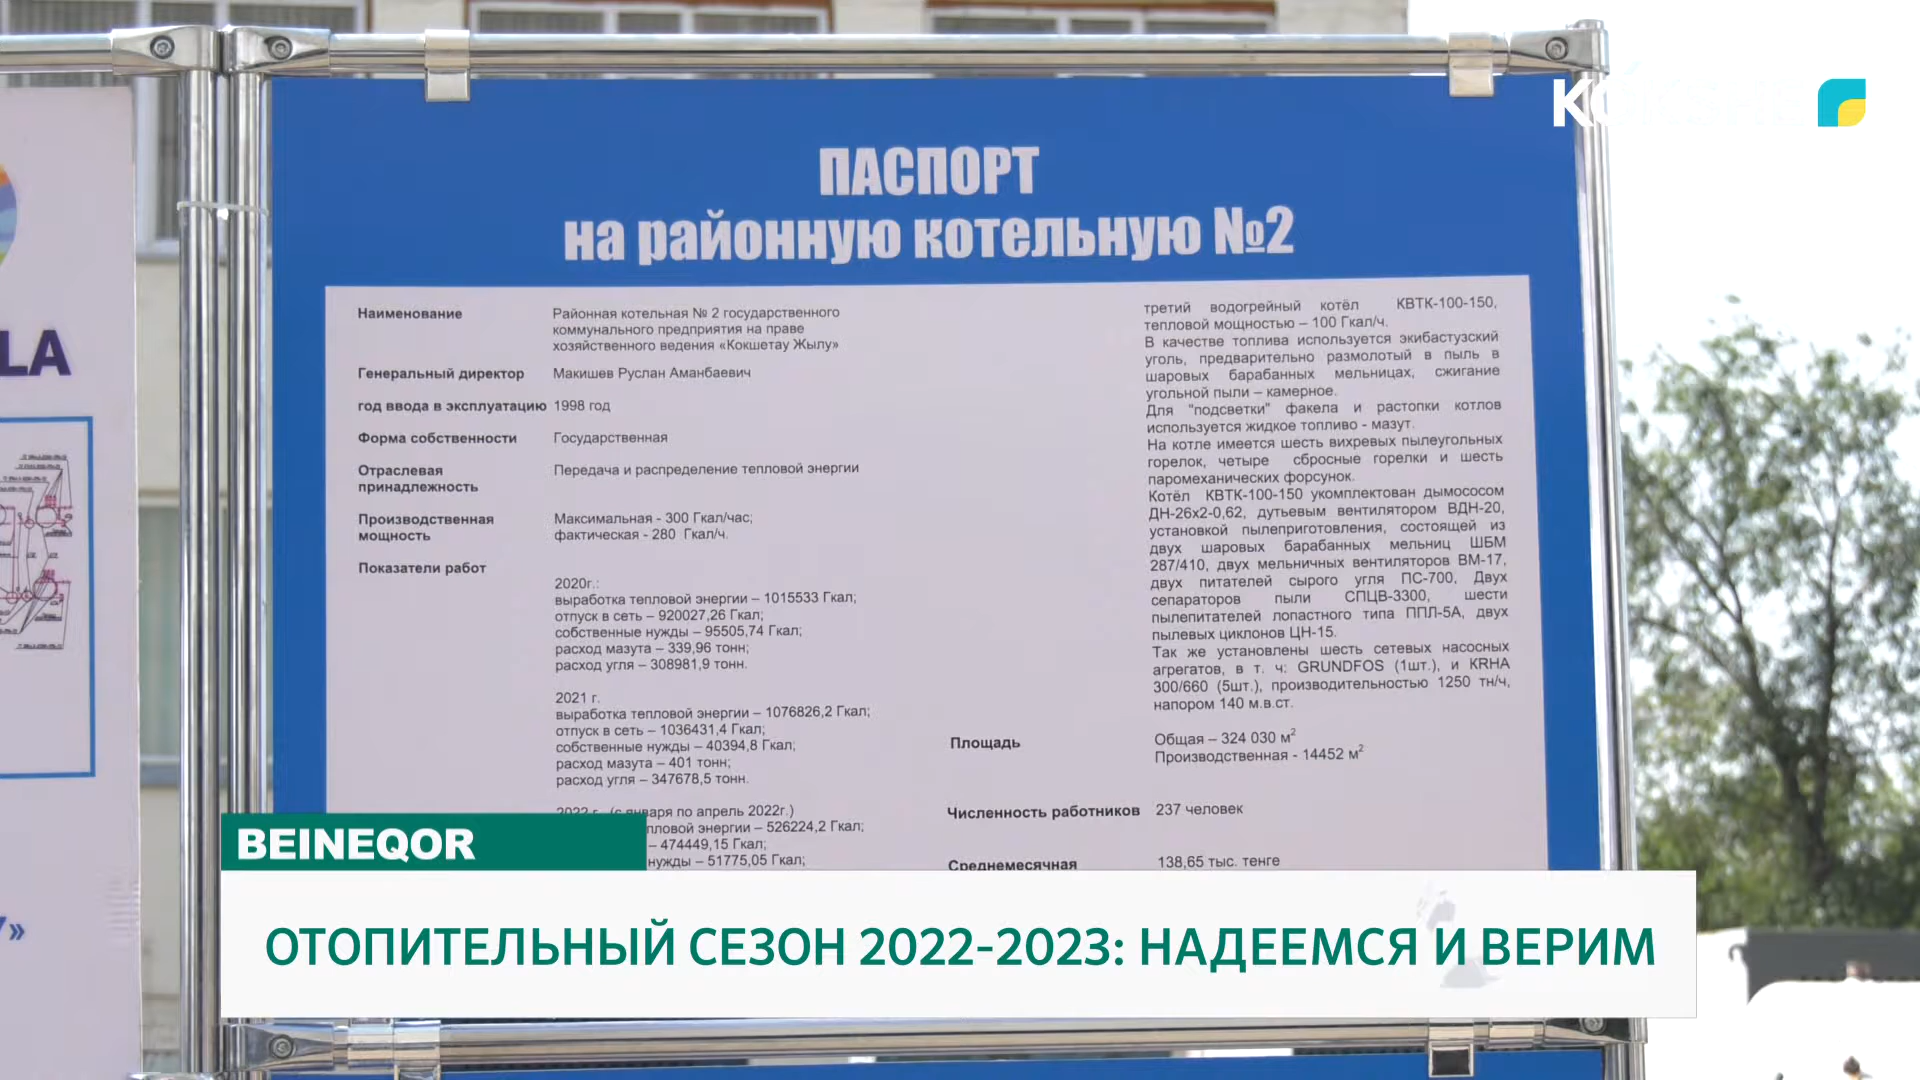 ПАСПОРТ
на районную котельную №2
Наименование
Районная котельная № 2 государственного
коммунального предприятия на праве
хозяйственного ведения «Кокшетау Жылу»
Генеральный директор
Макишев Руслан Аманбаевич
год ввода в эксплуатацию
1998 год
Форма собственности
Государственная
Отраслевая
принадлежность
Передача и распределение тепловой энергии
Производственная
мощность
Максимальная - 300 Гкал/час;
фактическая - 280 Гкал/ч.
Показатели работ
2020г.:
выработка тепловой энергии – 1015533 Гкал;
отпуск в сеть – 920027,26 Гкал;
собственные нужды – 95505,74 Гкал;
расход мазута – 339,96 тонн;
расход угля – 308981,9 тонн.
2021 г.
выработка тепловой энергии – 1076826,2 Гкал;
отпуск в сеть – 1036431,4 Гкал;
собственные нужды – 40394,8 Гкал;
расход мазута – 401 тонн;
расход угля – 347678,5 тонн.
2022 г. (с января по апрель 2022г.)
пловой энергии – 526224,2 Гкал;
– 474449,15 Гкал;
нужды – 51775,05 Гкал;
третий водогрейный котёл КВТК-100-150,
тепловой мощностью – 100 Гкал/ч.
В качестве топлива используется экибастузский
уголь, предварительно размолотый в пыль в
шаровых барабанных мельницах, сжигание
угольной пыли – камерное.
Для "подсветки" факела и растопки котлов
используется жидкое топливо - мазут.
На котле имеется шесть вихревых пылеугольных
горелок, четыре сбросные горелки и шесть
паромеханических форсунок.
Котёл КВТК-100-150 укомплектован дымососом
ДН-26х2-0,62, дутьевым вентилятором ВДН-20,
установкой пылеприготовления, состоящей из
двух шаровых барабанных мельниц ШБМ
287/410, двух мельничных вентиляторов ВМ-17,
двух питателей сырого угля ПС-700, Двух
сепараторов пыли СПЦВ-3300, шести
пылепитателей лопастного типа ППЛ-5А, двух
пылевых циклонов ЦН-15.
Так же установлены шесть сетевых насосных
агрегатов, в т. ч: GRUNDFOS (1шт.), и KRHA
300/660 (5шт.), производительностью 1250 тн/ч,
напором 140 м.в.ст.
Площадь
Общая – 324 030 м²
Производственная - 14452 м²
Численность работников
237 человек
Среднемесячная
138,65 тыс. тенге
LA
У»
BEINEQOR
ОТОПИТЕЛЬНЫЙ СЕЗОН 2022-2023: НАДЕЕМСЯ И ВЕРИМ